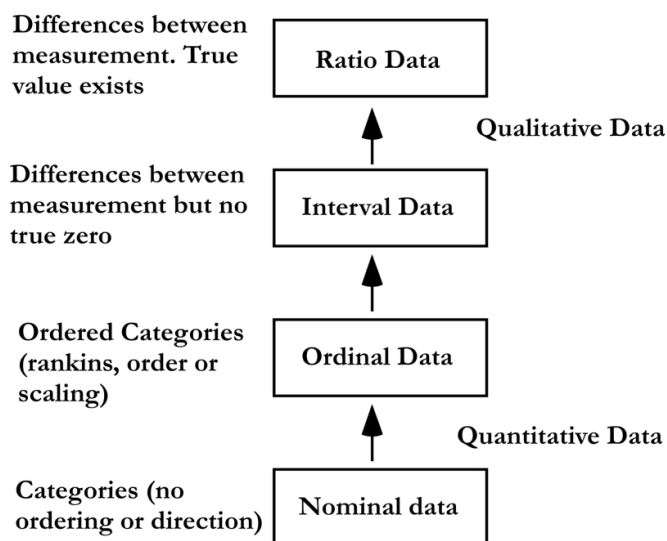 Differences between
measurement. True
value exists
Ratio Data
Qualitative Data
Differences between
measurement but no
true zero
Interval Data
Ordered Categories
(rankins, order or
scaling)
Ordinal Data
Quantitative Data
Categories (no
ordering or direction)
Nominal data